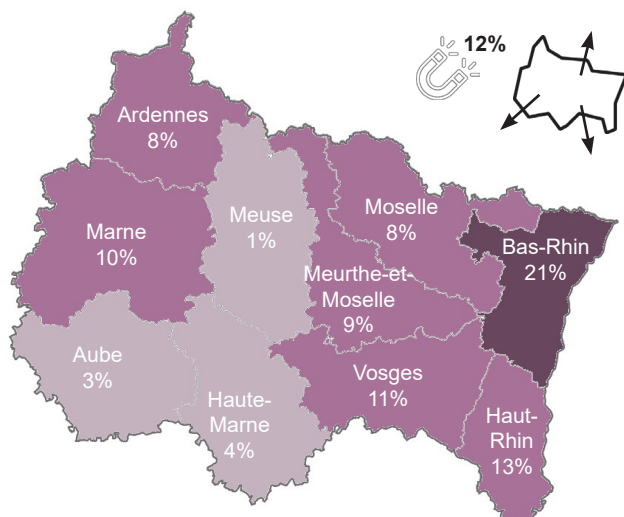 12%
Ardennes
8%
Meuse
1%
Moselle
8%
Marne
10%
Bas-Rhin
21%
Meurthe-et-
Moselle
9%
Aube
3%
Vosges
11%
Haute-
Marne
4%
Haut-
Rhin
13%